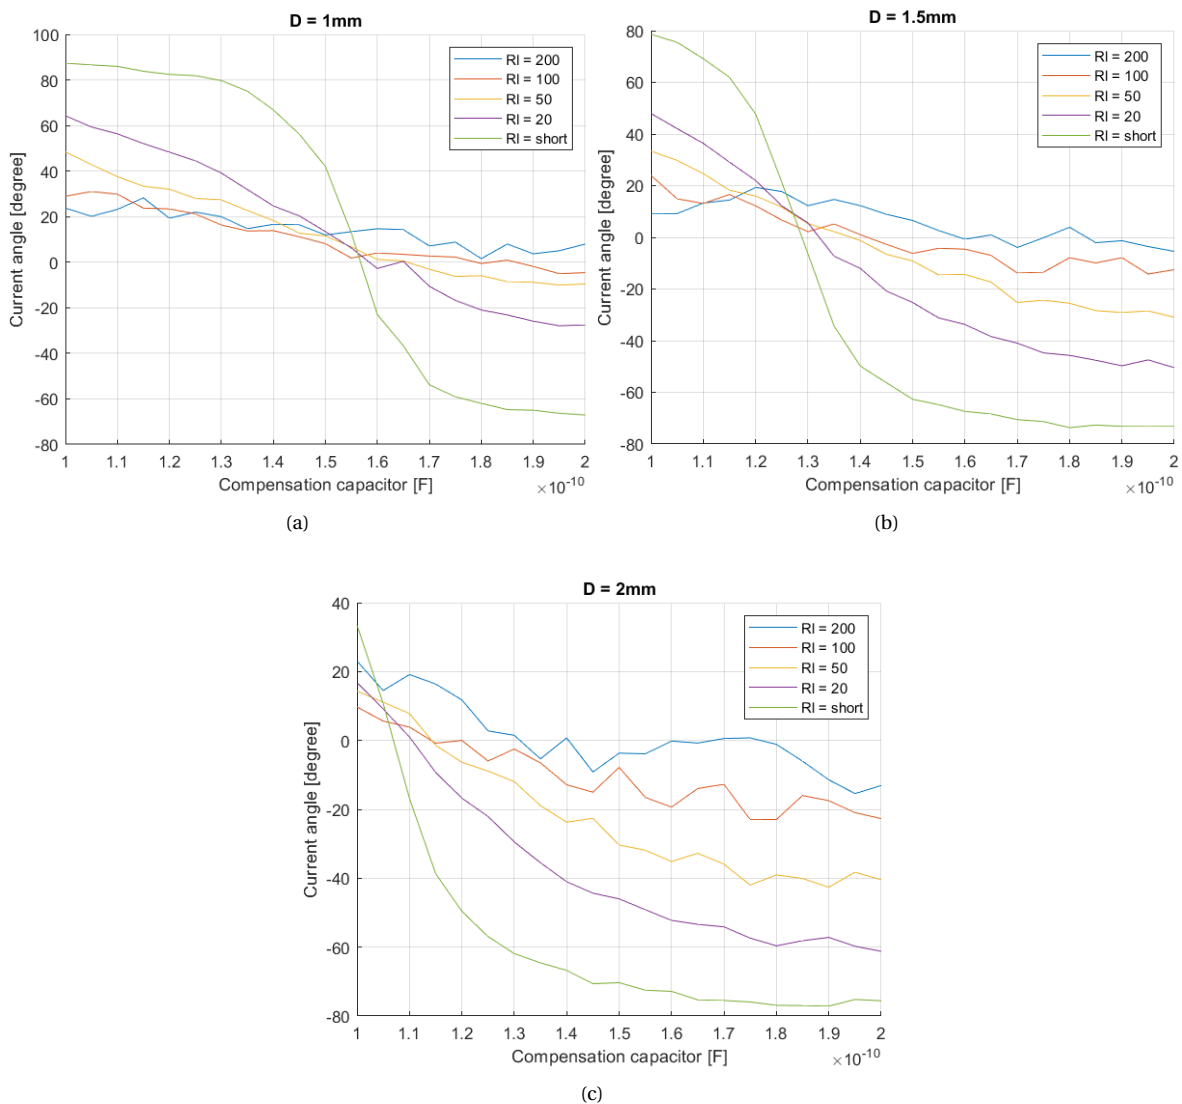 D = 1mm
100
80
60
40
20
0
-20
-40
-60
-80
Current angle [degree]
1
1.1
1.2
1.3
1.4
1.5
1.6
1.7
1.8
1.9
2
Compensation capacitor [F]
×10-10
Rl = 200
Rl = 100
Rl = 50
Rl = 20
Rl = short
(a)
D = 1.5mm
80
60
40
20
0
-20
-40
-60
-80
Current angle [degree]
1
1.1
1.2
1.3
1.4
1.5
1.6
1.7
1.8
1.9
2
Compensation capacitor [F]
×10-10
Rl = 200
Rl = 100
Rl = 50
Rl = 20
Rl = short
(b)
D = 2mm
40
20
0
-20
-40
-60
-80
Current angle [degree]
1
1.1
1.2
1.3
1.4
1.5
1.6
1.7
1.8
1.9
2
Compensation capacitor [F]
×10-10
Rl = 200
Rl = 100
Rl = 50
Rl = 20
Rl = short
(c)